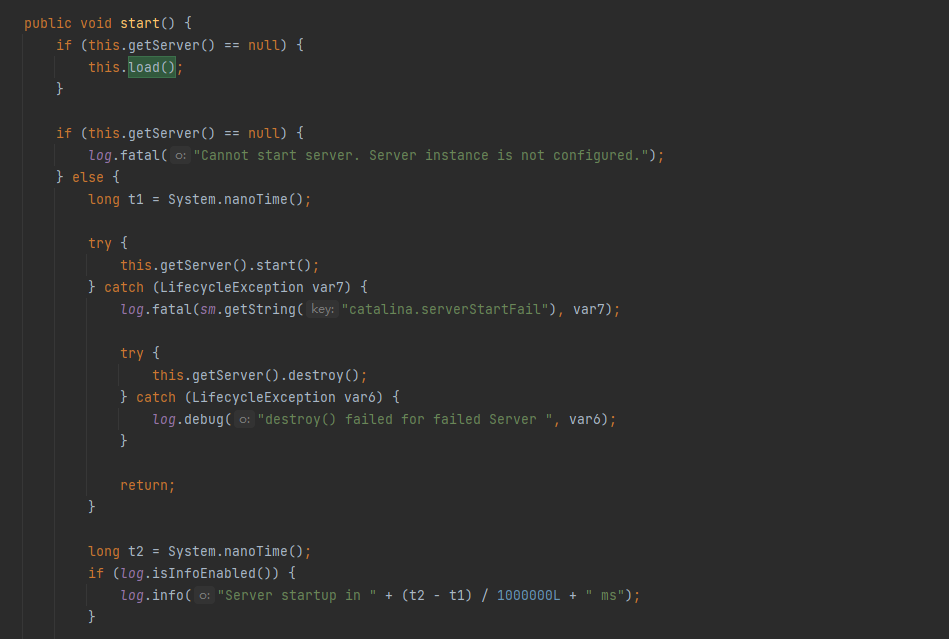 public void start() {
    if (this.getServer() == null) {
        this.load();
    }

    if (this.getServer() == null) {
        log.fatal( o: "Cannot start server. Server instance is not configured.");
    } else {
        long t1 = System.nanoTime();

        try {
            this.getServer().start();
        } catch (LifecycleException var7) {
            log.fatal(sm.getString( key: "catalina.serverStartFail"), var7);

            try {
                this.getServer().destroy();
            } catch (LifecycleException var6) {
                log.debug( o: "destroy() failed for failed Server ", var6);
            }

            return;
        }

        long t2 = System.nanoTime();
        if (log.isInfoEnabled()) {
            log.info( o: "Server startup in " + (t2 - t1) / 1000000L + " ms");
        }